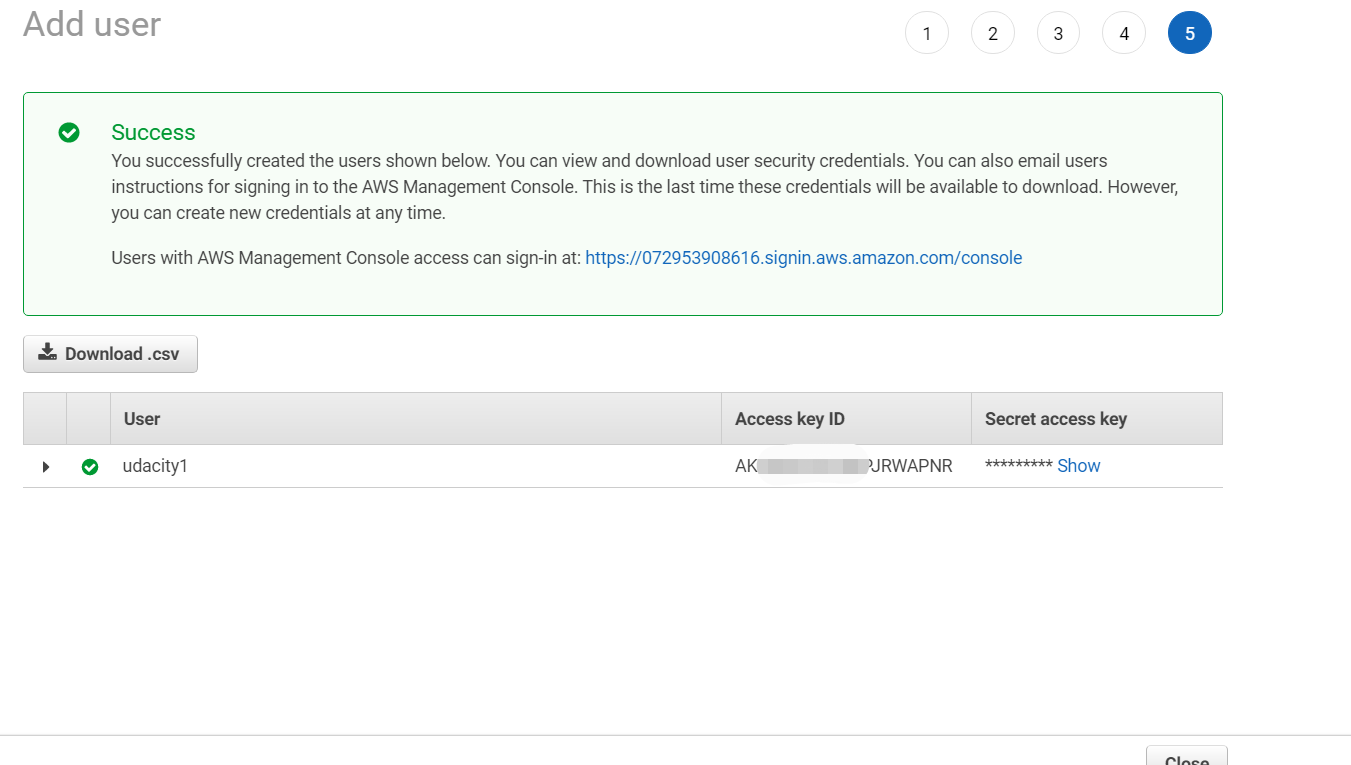 Add user
1 2 3 4 5
Success
You successfully created the users shown below. You can view and download user security credentials. You can also email users
instructions for signing in to the AWS Management Console. This is the last time these credentials will be available to download. However,
you can create new credentials at any time.
Users with AWS Management Console access can sign-in at: https://072953908616.signin.aws.amazon.com/console
Download .csv
User Access key ID Secret access key
udacity1 AK JRWAPNR ********* Show
Close